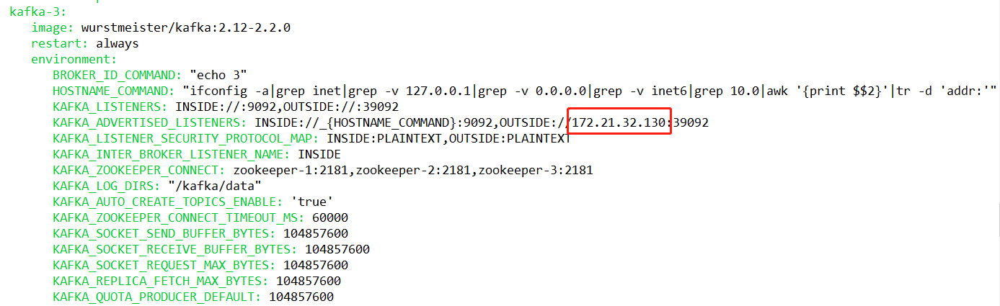 kafka-3:
image: wurstmeister/kafka:2.12-2.2.0
restart: always
environment:
BROKER_ID_COMMAND: "echo 3"
HOSTNAME_COMMAND: "ifconfig -a|grep inet|grep -v 127.0.0.1|grep -v 0.0.0.0|grep -v inet6|grep 10.0|awk '{print $$2}'|tr -d 'addr:'"
KAFKA_LISTENERS: INSIDE://:9092,OUTSIDE://:39092
KAFKA_ADVERTISED_LISTENERS: INSIDE://_{HOSTNAME_COMMAND}:9092,OUTSIDE://172.21.32.130:39092
KAFKA_LISTENER_SECURITY_PROTOCOL_MAP: INSIDE:PLAINTEXT,OUTSIDE:PLAINTEXT
KAFKA_INTER_BROKER_LISTENER_NAME: INSIDE
KAFKA_ZOOKEEPER_CONNECT: zookeeper-1:2181,zookeeper-2:2181,zookeeper-3:2181
KAFKA_LOG_DIRS: "/kafka/data"
KAFKA_AUTO_CREATE_TOPICS_ENABLE: 'true'
KAFKA_ZOOKEEPER_CONNECT_TIMEOUT_MS: 60000
KAFKA_SOCKET_SEND_BUFFER_BYTES: 104857600
KAFKA_SOCKET_RECEIVE_BUFFER_BYTES: 104857600
KAFKA_SOCKET_REQUEST_MAX_BYTES: 104857600
KAFKA_REPLICA_FETCH_MAX_BYTES: 104857600
KAFKA_QUOTA_PRODUCER_DEFAULT: 104857600